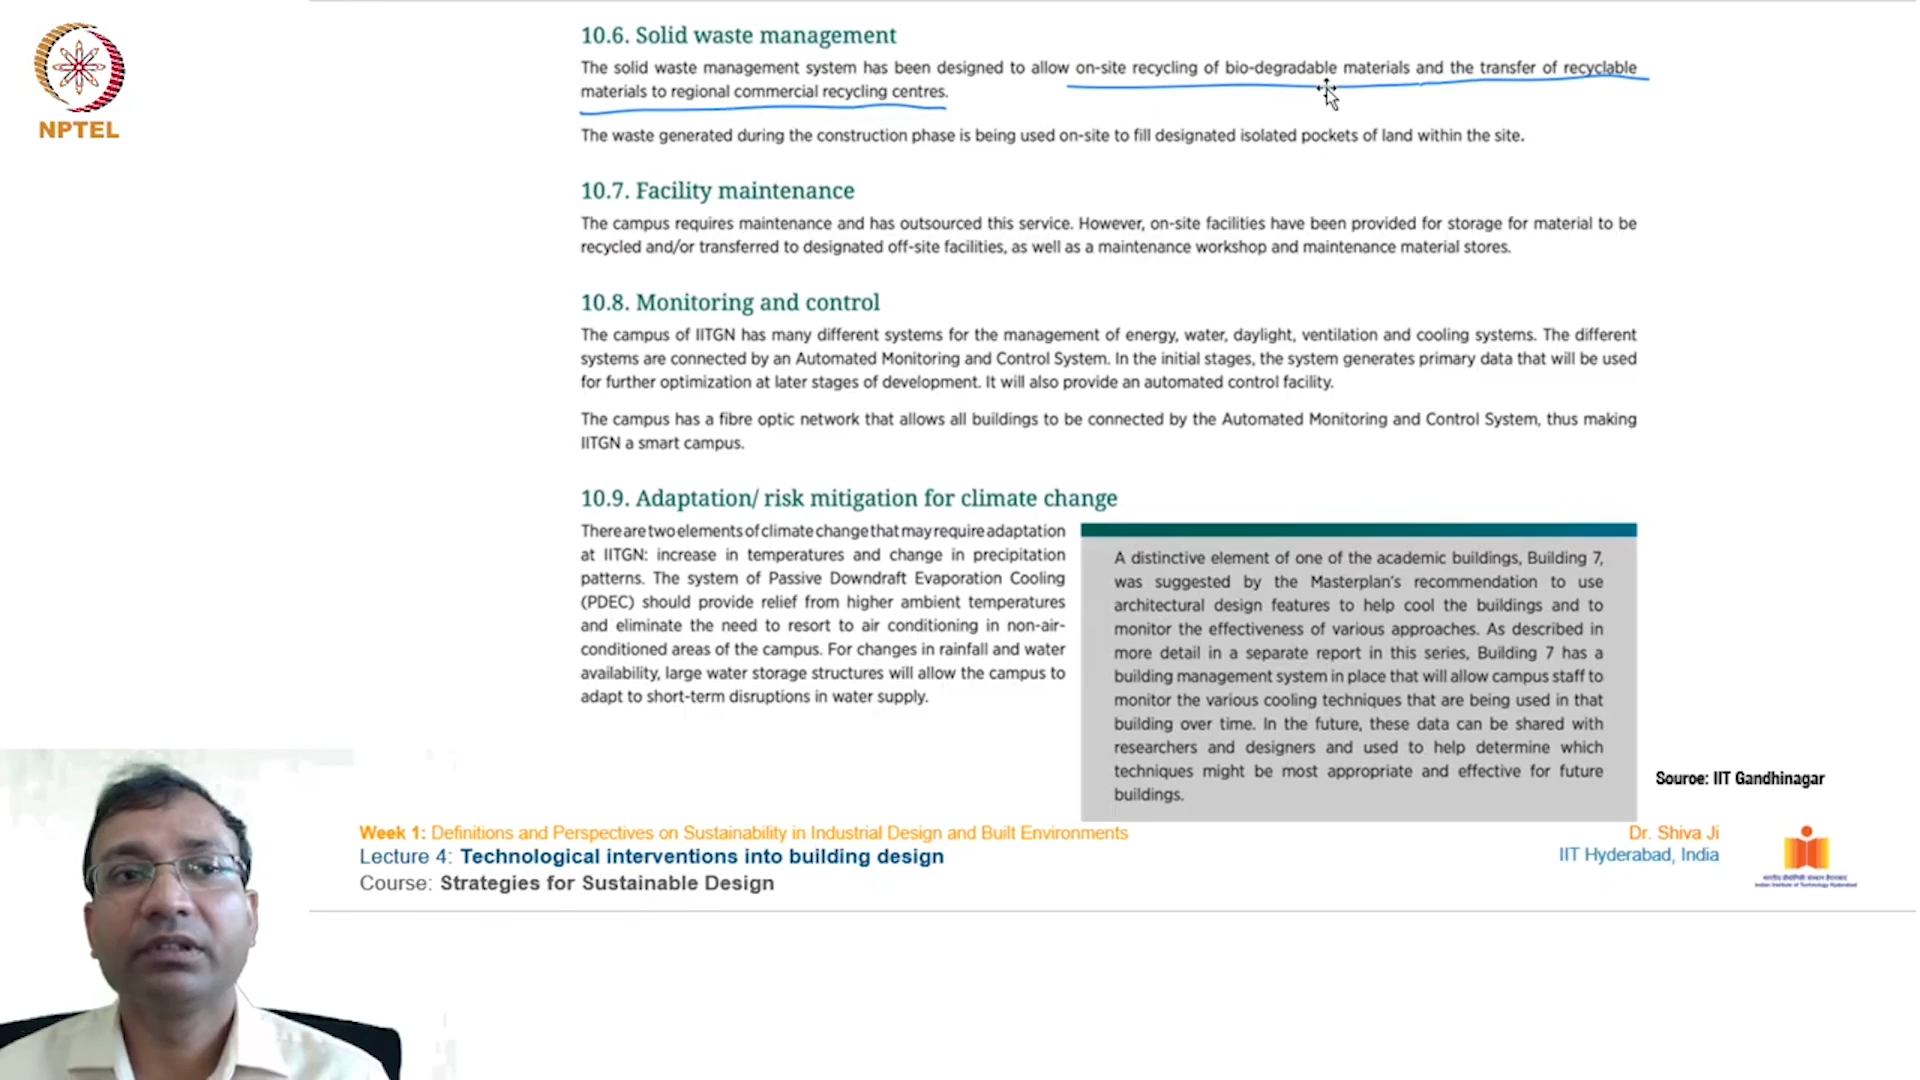 NPTEL
10.6. Solid waste management
The solid waste management system has been designed to allow on-site recycling of bio-degradable materials and the transfer of recyclable
materials to regional commercial recycling centres.
The waste generated during the construction phase is being used on-site to fill designated isolated pockets of land within the site.
10.7. Facility maintenance
The campus requires maintenance and has outsourced this service. However, on-site facilities have been provided for storage for material to be
recycled and/or transferred to designated off-site facilities, as well as a maintenance workshop and maintenance material stores.
10.8. Monitoring and control
The campus of IITGN has many different systems for the management of energy, water, daylight, ventilation and cooling systems. The different
systems are connected by an Automated Monitoring and Control System. In the initial stages, the system generates primary data that will be used
for further optimization at later stages of development. It will also provide an automated control facility.
The campus has a fibre optic network that allows all buildings to be connected by the Automated Monitoring and Control System, thus making
IITGN a smart campus.
10.9. Adaptation/ risk mitigation for climate change
There are two elements of climate change that may require adaptation
at IITGN: increase in temperatures and change in precipitation
patterns. The system of Passive Downdraft Evaporation Cooling
(PDEC) should provide relief from higher ambient temperatures
and eliminate the need to resort to air conditioning in non-air-
conditioned areas of the campus. For changes in rainfall and water
availability, large water storage structures will allow the campus to
adapt to short-term disruptions in water supply.
A distinctive element of one of the academic buildings, Building 7,
was suggested by the Masterplan's recommendation to use
architectural design features to help cool the buildings and to
monitor the effectiveness of various approaches. As described in
more detail in a separate report in this series, Building 7 has a
building management system in place that will allow campus staff to
monitor the various cooling techniques that are being used in that
building over time. In the future, these data can be shared with
researchers and designers and used to help determine which
techniques might be most appropriate and effective for future
buildings.
Souroe: IIT Gandhinagar
Week 1: Definitions and Perspectives on Sustainability in Industrial Design and Built Environments
Lecture 4: Technological interventions into building design
Course: Strategies for Sustainable Design
Dr. Shiva Ji
IIT Hyderabad, India
Indian Institute of Technology Hyderabad